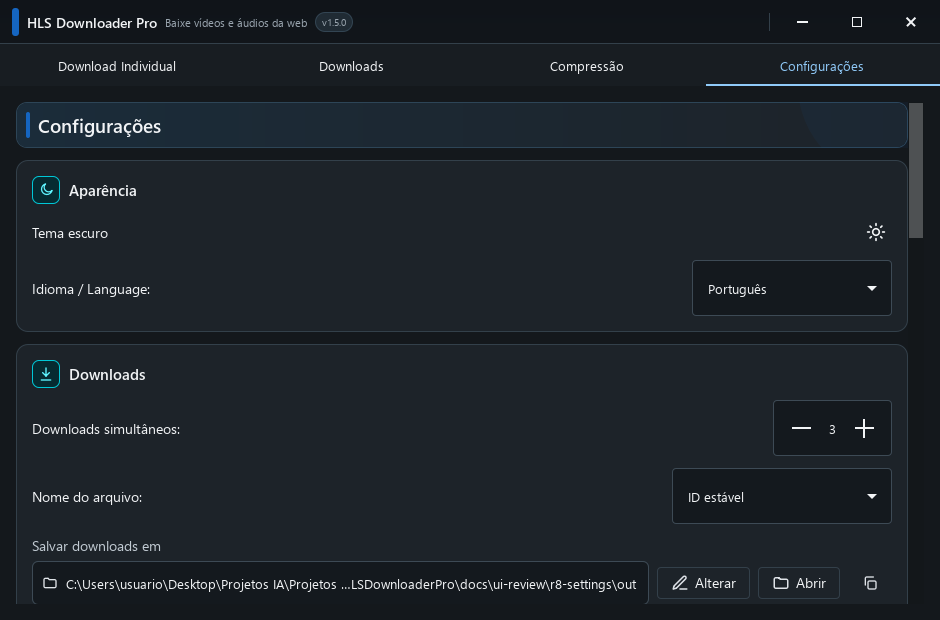 HLS Downloader Pro Baixe vídeos e áudios da web v1.5.0
Download Individual Downloads Compressão Configurações
Configurações
Aparência
Tema escuro
Idioma / Language: Português
Downloads
Downloads simultâneos: 3
Nome do arquivo: ID estável
Salvar downloads em
C:\Users\usuario\Desktop\Projetos IA\Projetos ...LSDownloaderPro\docs\ui-review\r8-settings\out Alterar Abrir